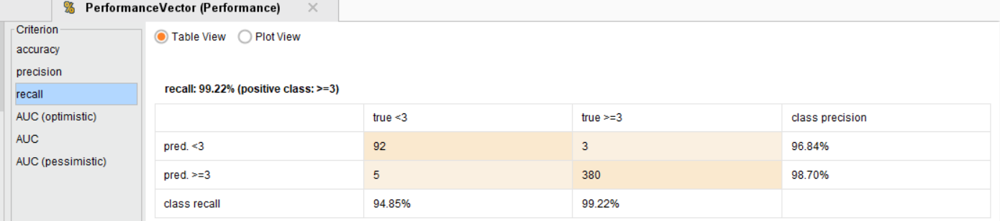 % PerformanceVector (Performance) ×
Criterion
accuracy
precision
recall
AUC (optimistic)
AUC
AUC (pessimistic)
Table View Plot View
recall: 99.22% (positive class: >=3)
true <3 true >=3 class precision
pred. <3 92 3 96.84%
pred. >=3 5 380 98.70%
class recall 94.85% 99.22%